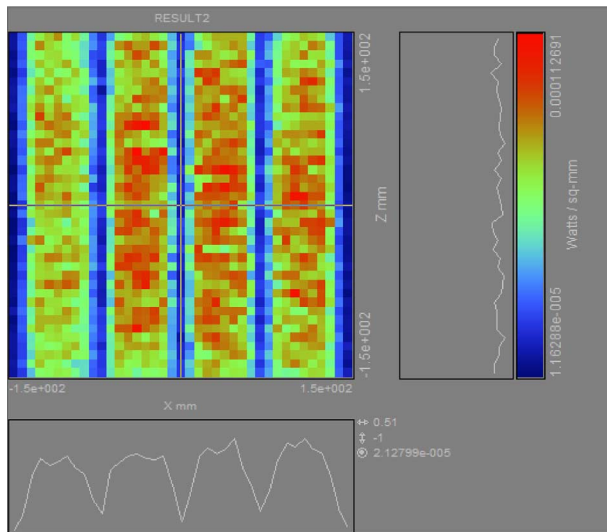 RESULT2
1.5e+002
Z mm
-1.5e+002
0.000112691
Watts / sq-mm
1.16288e-005
-1.5e+002
1.5e+002
X mm
0.51
-1
2.12799e-005